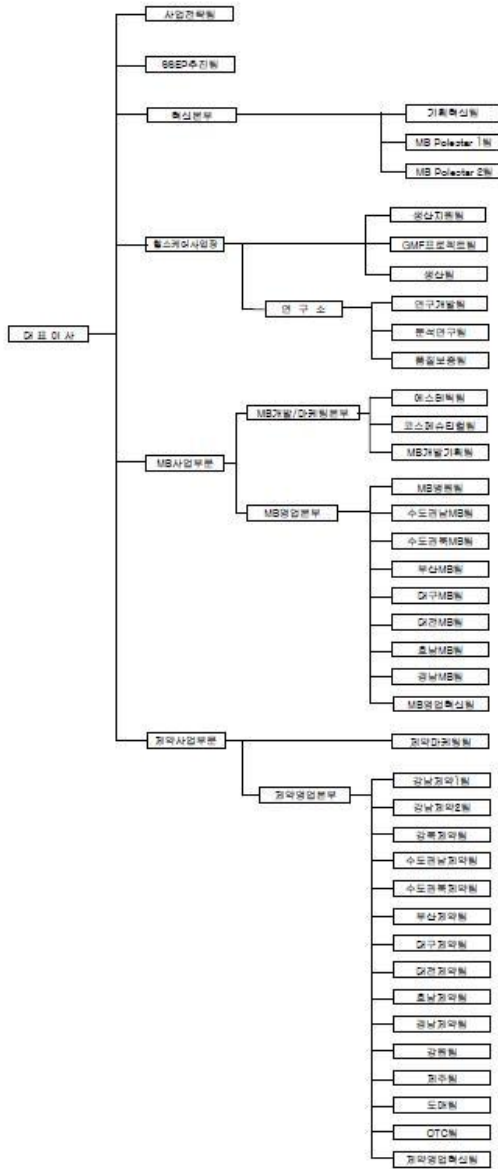 사업전략팀
SSEP추진팀
혁신본부
기획혁신팀
MB Polestar 1팀
MB Polestar 2팀
헬스케어사업장
생산지원팀
GMP프로젝트팀
생산팀
연 구 소
연구개발팀
분석연구팀
품질보증팀
대 표 이 사
MB사업부문
MB개발/마케팅본부
에스테틱팀
코스메슈티컬팀
MB개발기획팀
MB영업본부
MB병원팀
수도권남MB팀
수도권북MB팀
부산MB팀
대구MB팀
대전MB팀
호남MB팀
경남MB팀
MB영업혁신팀
제약사업부문
제약마케팅팀
제약영업본부
강남제약1팀
강남제약2팀
강북제약팀
수도권남제약팀
수도권북제약팀
부산제약팀
대구제약팀
대전제약팀
호남제약팀
경남제약팀
강원팀
제주팀
도매팀
OTC팀
제약영업혁신팀